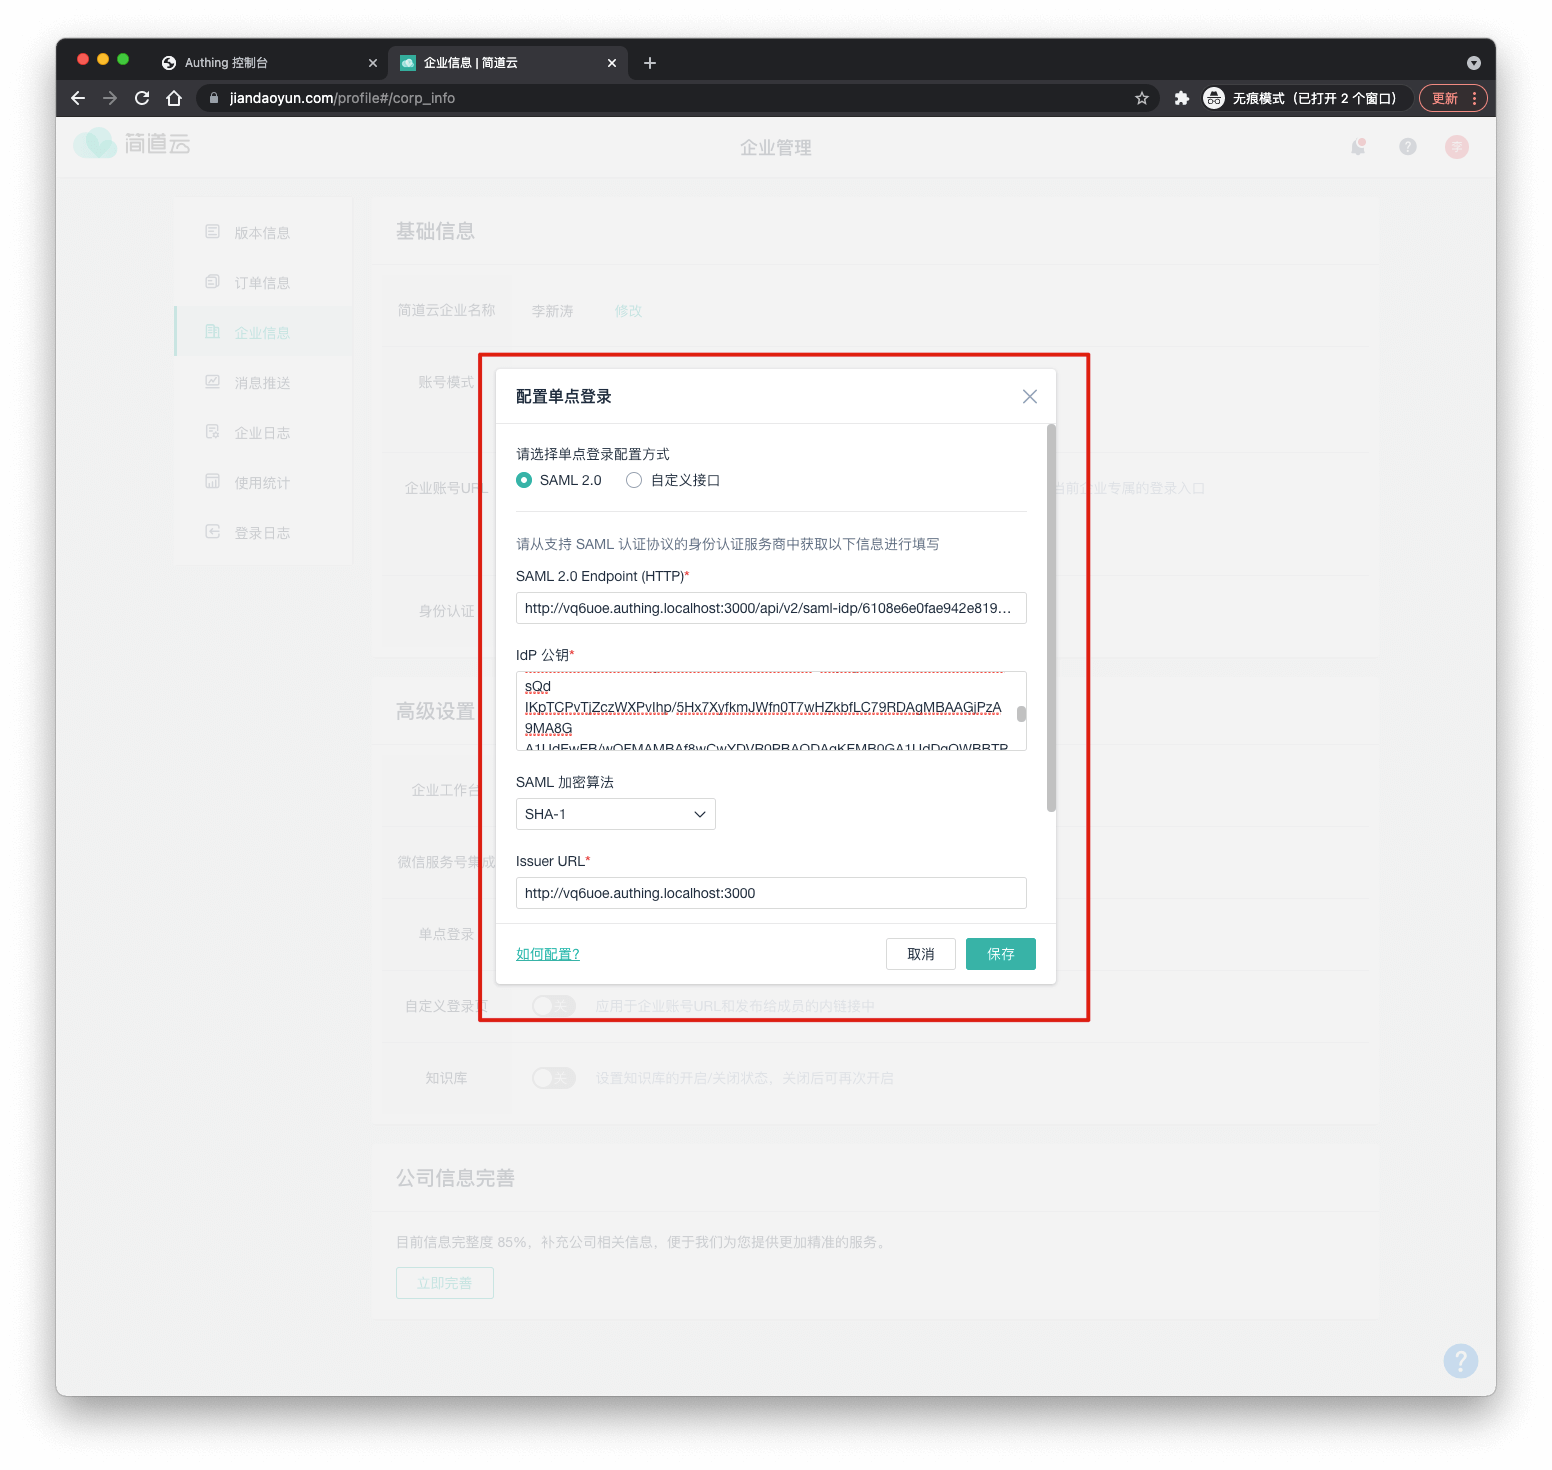 Authing 控制台
企业信息 | 简道云
jiandaoyun.com/profile#/corp_info
无痕模式（已打开 2 个窗口）
更新
简道云
企业管理
李
版本信息
订单信息
企业信息
消息推送
企业日志
使用统计
登录日志
基础信息
简道云企业名称
李新涛
修改
账号模式
企业账号URL
当前企业专属的登录入口
身份认证
高级设置
企业工作台
微信服务号集成
单点登录
自定义登录页
关
应用于企业账号URL和发布给成员的内链接中
知识库
关
设置知识库的开启/关闭状态，关闭后可再次开启
公司信息完善
目前信息完整度 85%，补充公司相关信息，便于我们为您提供更加精准的服务。
立即完善
配置单点登录
请选择单点登录配置方式
SAML 2.0
自定义接口
请从支持 SAML 认证协议的身份认证服务商中获取以下信息进行填写
SAML 2.0 Endpoint (HTTP)*
http://vq6uoe.authing.localhost:3000/api/v2/saml-idp/6108e6e0fae942e819...
IdP 公钥*
sQd
IKpTCPvTjZczWXPvIhp/5Hx7XyfkmJWfn0T7wHZkbfLC79RDAgMBAAGjPzA
9MA8G
A1UdEwEB/wQFMAMBAf8wCwYDVR0PBAQDAgKEMB0GA1UdDgQWBBTP
SAML 加密算法
SHA-1
Issuer URL*
http://vq6uoe.authing.localhost:3000
如何配置?
取消
保存